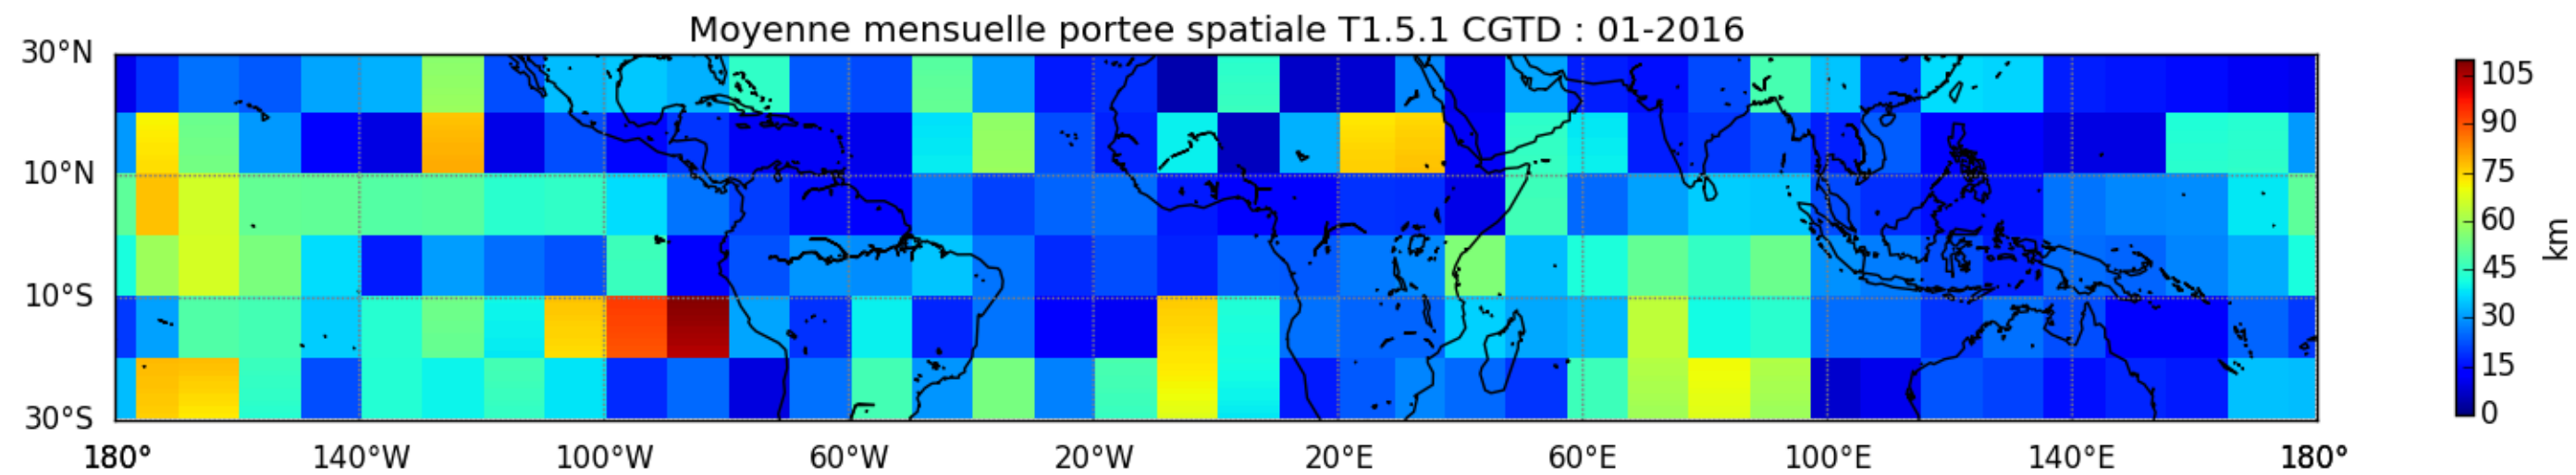 Moyenne mensuelle portee spatiale T1.5.1 CGTD : 01-2016
30°N
10°N
10°S
30°S
180° 140°W 100°W 60°W 20°W 20°E 60°E 100°E 140°E 180°
105
90
75
60
45
30
15
0
km